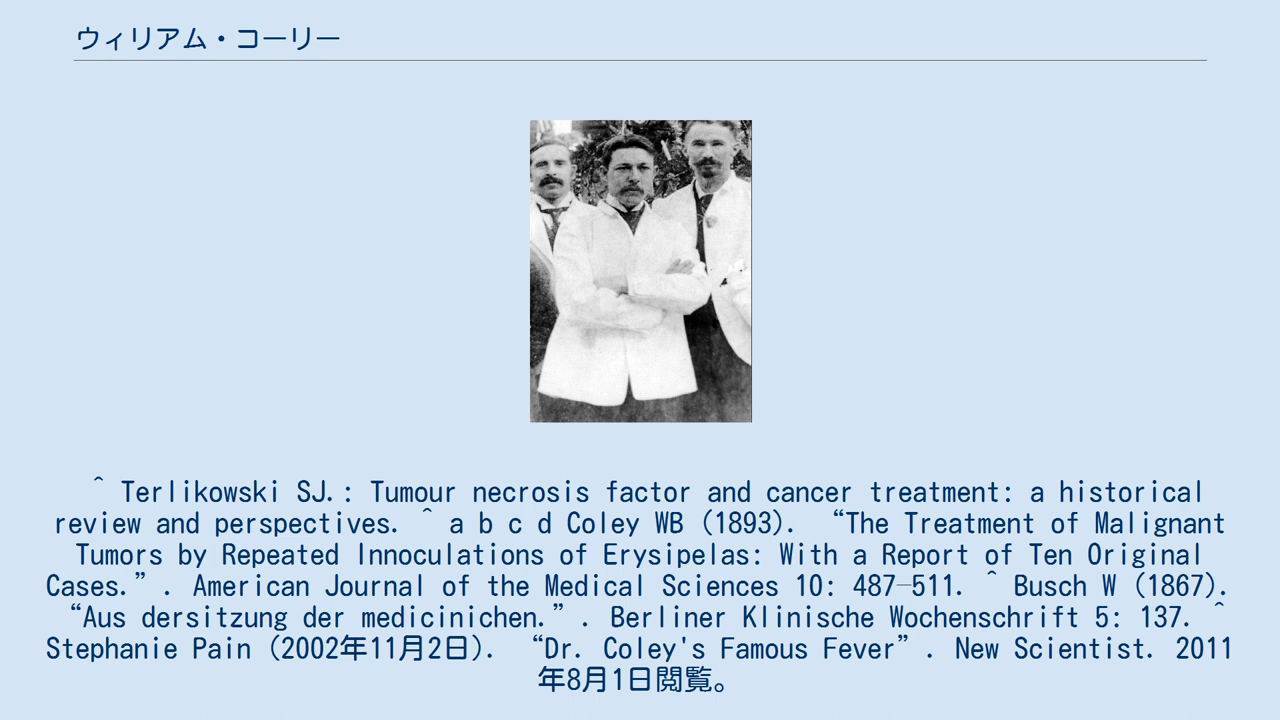 ウィリアム・コーリー
^ Terlikowski SJ.: Tumour necrosis factor and cancer treatment: a historical
review and perspectives. ^ a b c d Coley WB (1893). “The Treatment of Malignant
Tumors by Repeated Innoculations of Erysipelas: With a Report of Ten Original
Cases.”. American Journal of the Medical Sciences 10: 487–511. ^ Busch W (1867).
“Aus dersitzung der medicinichen.”. Berliner Klinische Wochenschrift 5: 137. ^
Stephanie Pain (2002年11月2日). “Dr. Coley's Famous Fever”. New Scientist. 2011
年8月1日閲覧。